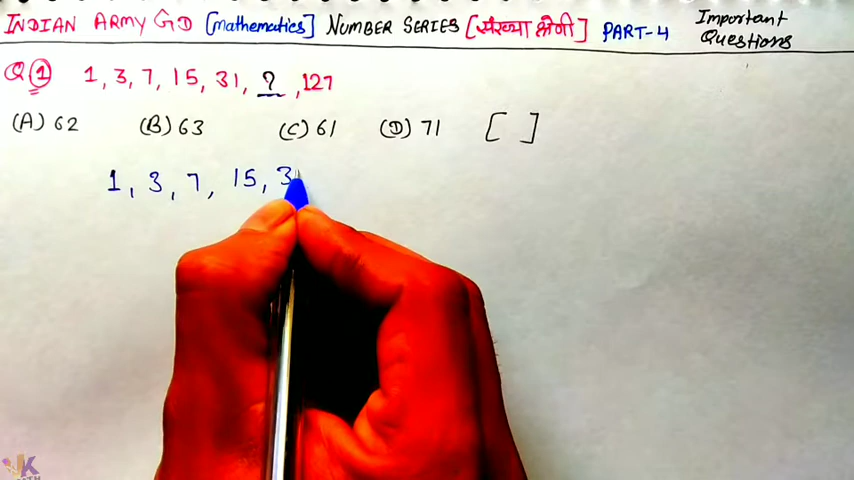 INDIAN ARMY GD [Mathematics] NUMBER SERIES [संख्या श्रेणी] PART-4 Important Questions
Q ① 1, 3, 7, 15, 31, ?, 127
(A) 62 (B) 63 (C) 61 (D) 71 [ ]
1, 3, 7, 15, 3